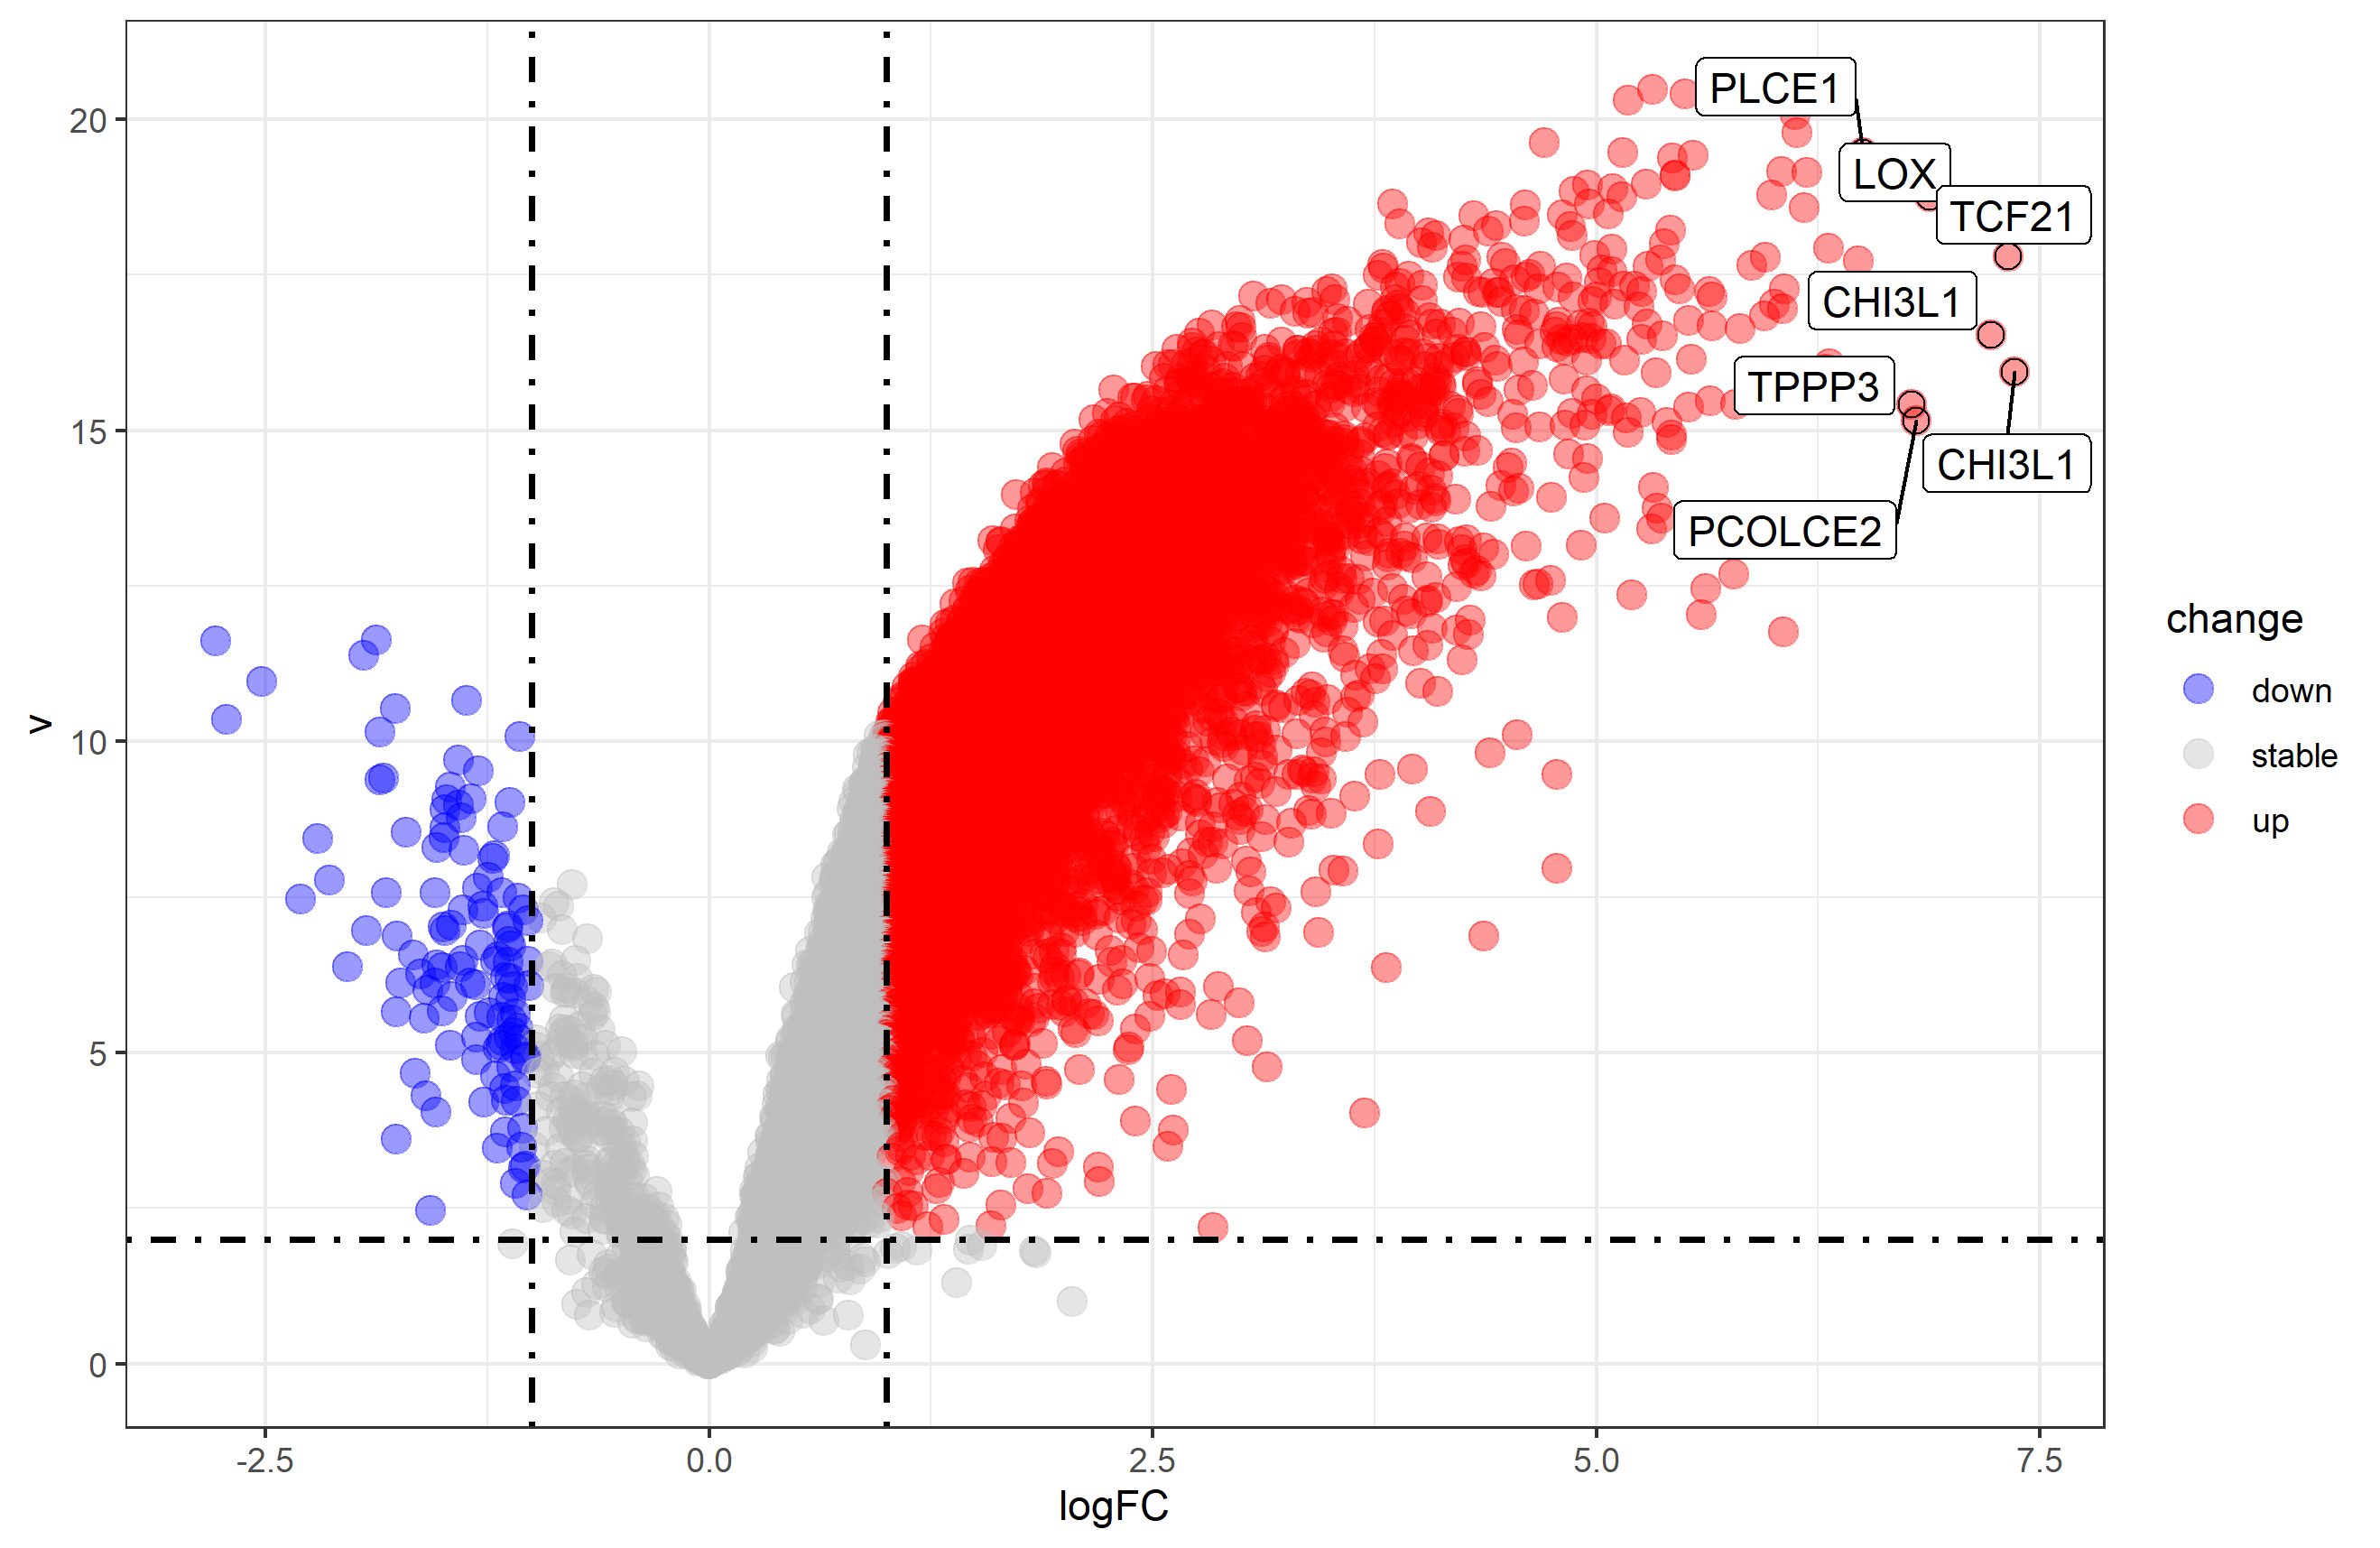 PLCE1
LOX
TCF21
CHI3L1
TPPP3
CHI3L1
PCOLCE2
v
20
15
10
5
0
-2.5
0.0
2.5
5.0
7.5
logFC
change
down
stable
up